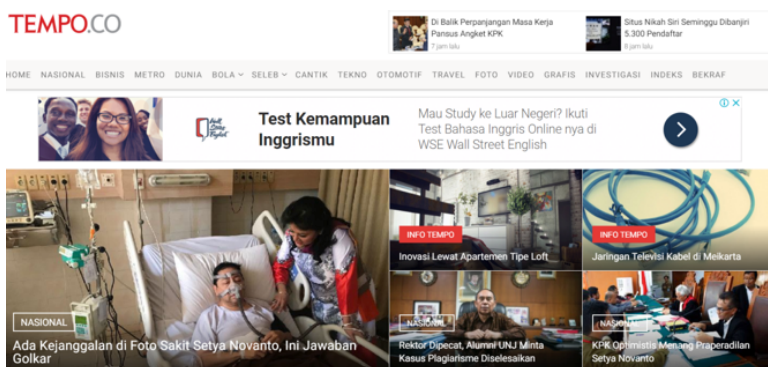 TEMPO.CO
Di Balik Perpanjangan Masa Kerja
Pansus Angket KPK
7 jam lalu
Situs Nikah Siri Seminggu Dibanjiri
5.300 Pendaftar
8 jam lalu
HOME NASIONAL BISNIS METRO DUNIA BOLA SELEB CANTIK TEKNO OTOMOTIF TRAVEL FOTO VIDEO GRAFIS INVESTIGASI INDEKS BEKRAF
Wall
Street
English
Test Kemampuan
Inggrismu
Mau Study ke Luar Negeri? Ikuti
Test Bahasa Inggris Online nya di
WSE Wall Street English
NASIONAL
Ada Kejanggalan di Foto Sakit Setya Novanto, Ini Jawaban
Golkar
INFO TEMPO
Inovasi Lewat Apartemen Tipe Loft
INFO TEMPO
Jaringan Televisi Kabel di Meikarta
NASIONAL
Rektor Dipecat, Alumni UNJ Minta
Kasus Plagiarisme Diselesaikan
NASIONAL
KPK Optimistis Menang Praperadilan
Setya Novanto